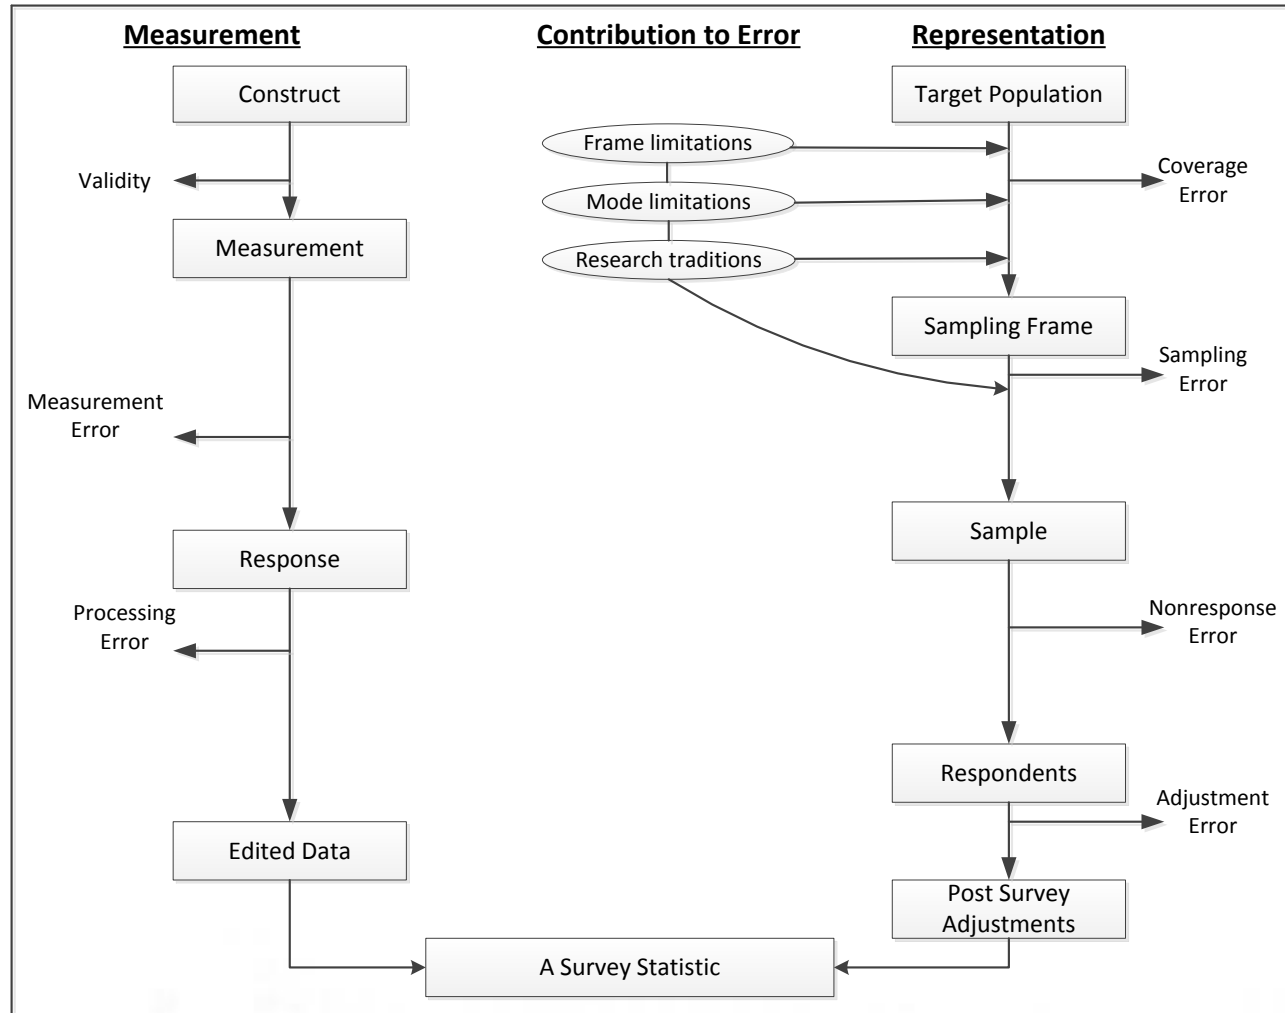 Measurement
Contribution to Error
Representation
Construct
Target Population
Frame limitations
Validity
Coverage
Error
Mode limitations
Measurement
Research traditions
Sampling Frame
Sampling
Error
Measurement
Error
Response
Sample
Processing
Error
Nonresponse
Error
Respondents
Adjustment
Error
Edited Data
Post Survey
Adjustments
A Survey Statistic